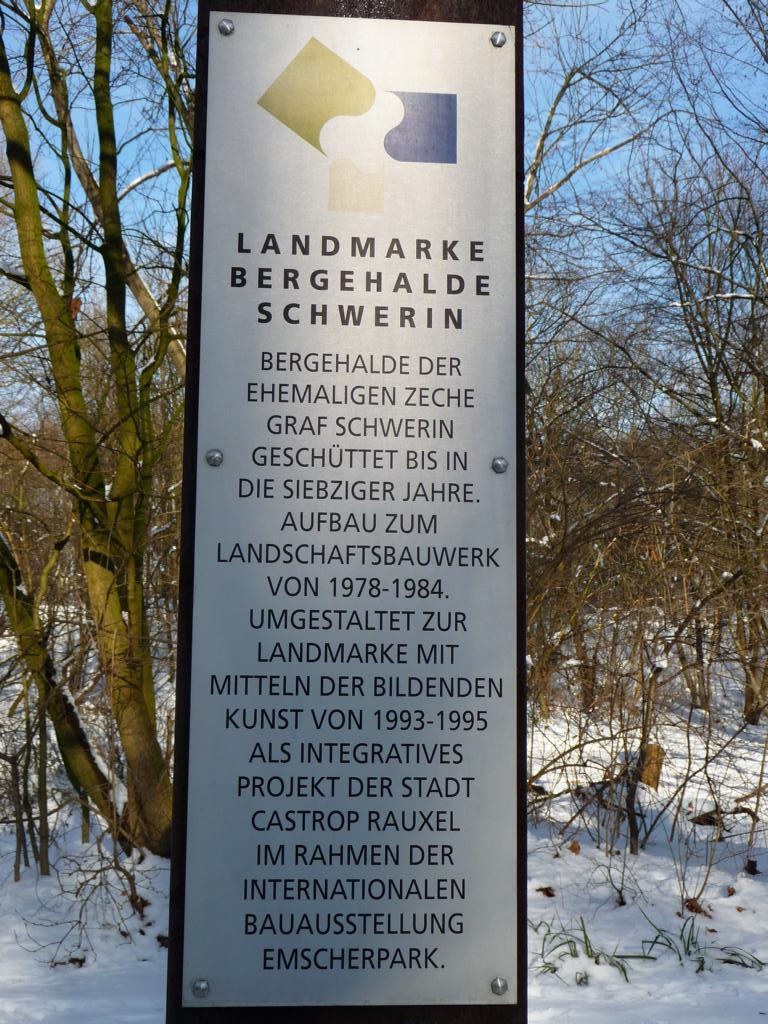 LANDMARKE
BERGEHALDE
SCHWERIN
BERGEHALDE DER
EHEMALIGEN ZECHE
GRAF SCHWERIN
GESCHÜTTET BIS IN
DIE SIEBZIGER JAHRE.
AUFBAU ZUM
LANDSCHAFTSBAUWERK
VON 1978-1984.
UMGESTALTET ZUR
LANDMARKE MIT
MITTELN DER BILDENDEN
KUNST VON 1993-1995
ALS INTEGRATIVES
PROJEKT DER STADT
CASTROP RAUXEL
IM RAHMEN DER
INTERNATIONALEN
BAUAUSSTELLUNG
EMSCHERPARK.